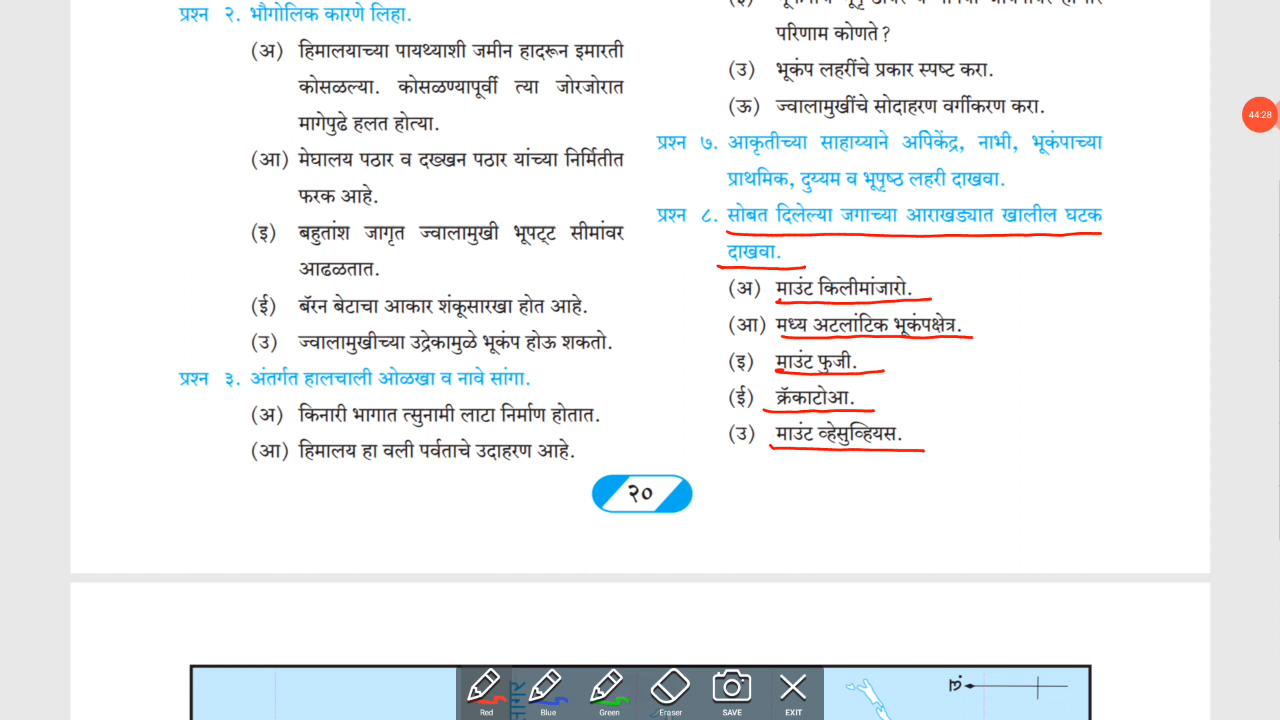 प्रश्न २. भौगोलिक कारणे लिहा.
(अ) हिमालयाच्या पायथ्याशी जमीन हादरून इमारती
कोसळल्या. कोसळण्यापूर्वी त्या जोरजोरात
मागेपुढे हलत होत्या.
(आ) मेघालय पठार व दख्खन पठार यांच्या निर्मितीत
फरक आहे.
(इ) बहुतांश जागृत ज्वालामुखी भूपट्ट सीमांवर
आढळतात.
(ई) बॅरन बेटाचा आकार शंकूसारखा होत आहे.
(उ) ज्वालामुखीच्या उद्रेकामुळे भूकंप होऊ शकतो.
प्रश्न ३. अंतर्गत हालचाली ओळखा व नावे सांगा.
(अ) किनारी भागात त्सुनामी लाटा निर्माण होतात.
(आ) हिमालय हा वली पर्वताचे उदाहरण आहे.
परिणाम कोणते?
(उ) भूकंप लहरींचे प्रकार स्पष्ट करा.
(ऊ) ज्वालामुखींचे सोदाहरण वर्गीकरण करा.
प्रश्न ७. आकृतीच्या साहाय्याने अपिकेंद्र, नाभी, भूकंपाच्या
प्राथमिक, दुय्यम व भूपृष्ठ लहरी दाखवा.
प्रश्न ८. सोबत दिलेल्या जगाच्या आराखड्यात खालील घटक
दाखवा.
(अ) माउंट किलीमांजारो.
(आ) मध्य अटलांटिक भूकंपक्षेत्र.
(इ) माउंट फुजी.
(ई) क्रॅकाटोआ.
(उ) माउंट व्हेसुव्हियस.
२०
44:28
उ.
Red Blue Green Eraser SAVE EXIT